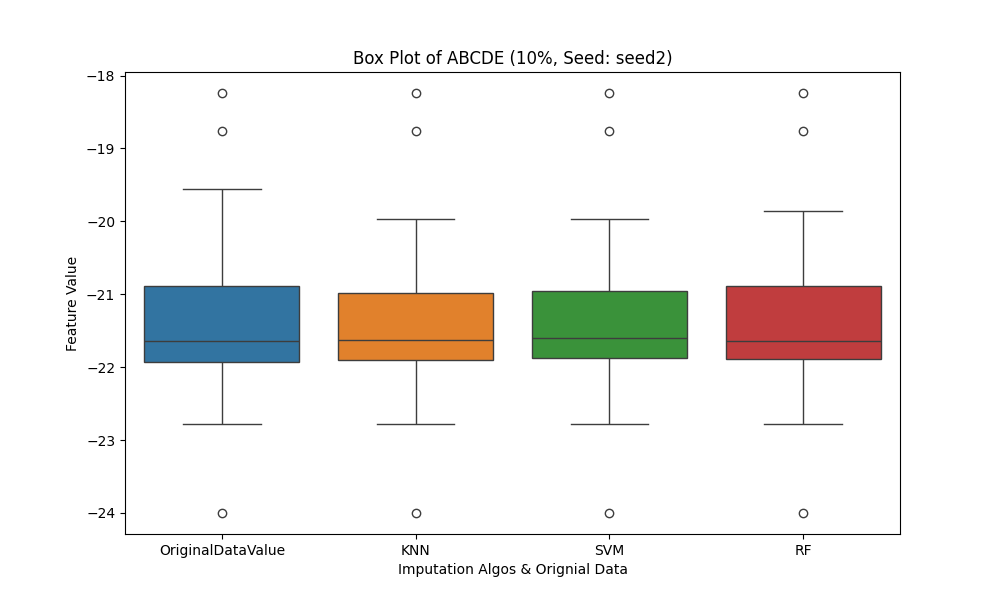 Box Plot of ABCDE (10%, Seed: seed2)
Feature Value
−18
−19
−20
−21
−22
−23
−24
OriginalDataValue KNN SVM RF
Imputation Algos & Orignial Data